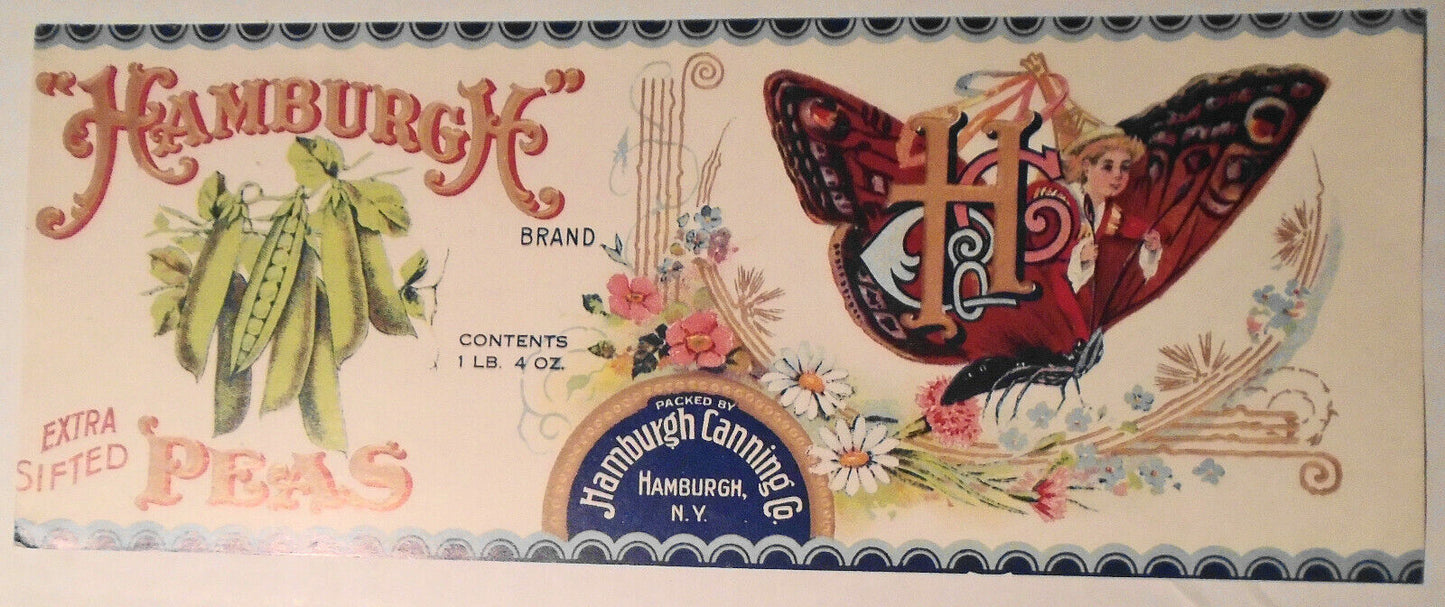 "HAMBURGH"
BRAND
CONTENTS
1 LB. 4 OZ.
EXTRA
SIFTED
PEAS
PACKED BY
Hamburgh Canning Co.
HAMBURGH,
N.Y.
H